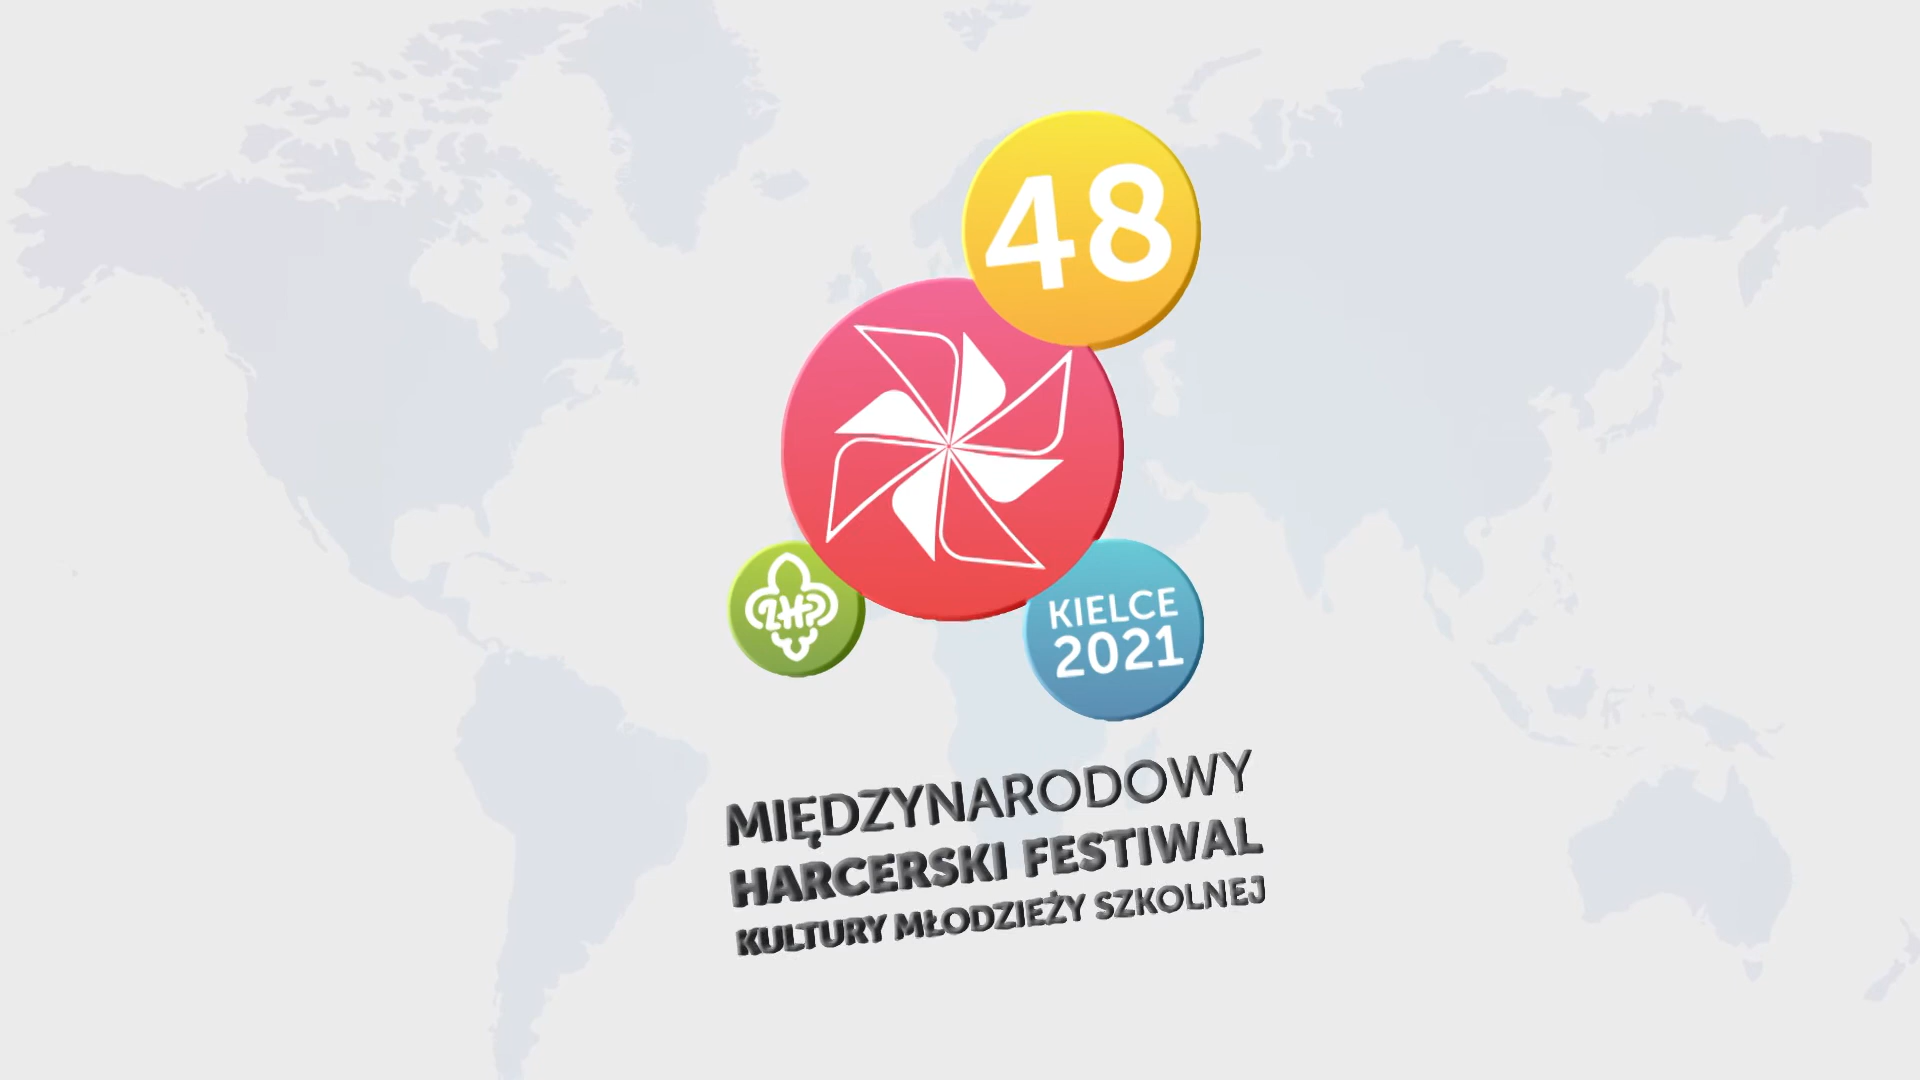 48
ZHP
KIELCE
2021
MIĘDZYNARODOWY
HARCERSKI FESTIWAL
KULTURY MŁODZIEŻY SZKOLNEJ